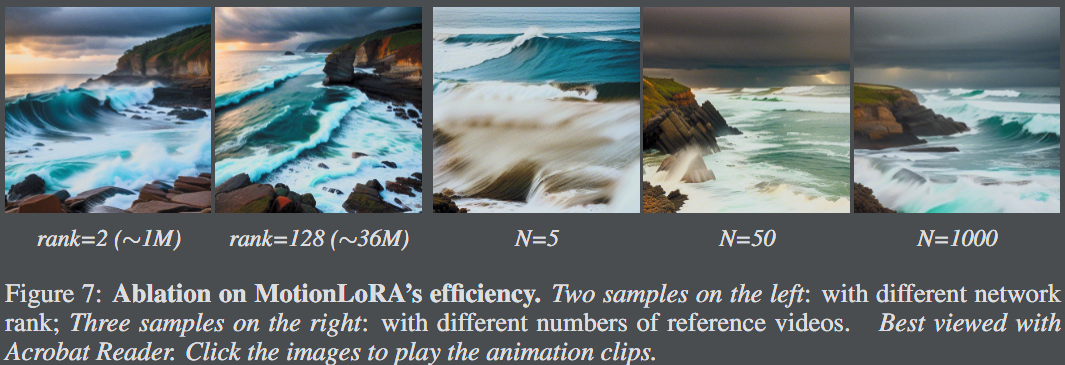 rank=2 (∼1M) rank=128 (∼36M) N=5 N=50 N=1000
Figure 7: Ablation on MotionLoRA's efficiency. Two samples on the left: with different network
rank; Three samples on the right: with different numbers of reference videos. Best viewed with
Acrobat Reader. Click the images to play the animation clips.